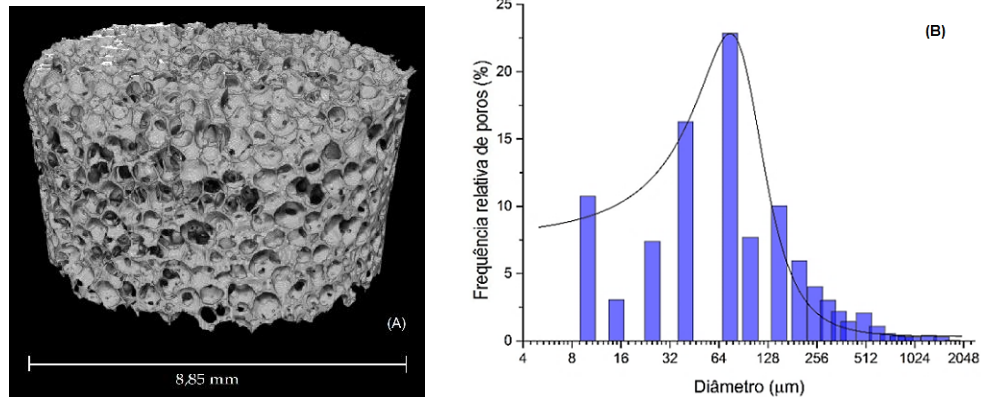 (A)
8,85 mm
(B)
Frequência relativa de poros (%)
25
20
15
10
5
0
4 8 16 32 64 128 256 512 1024 2048
Diâmetro (μm)